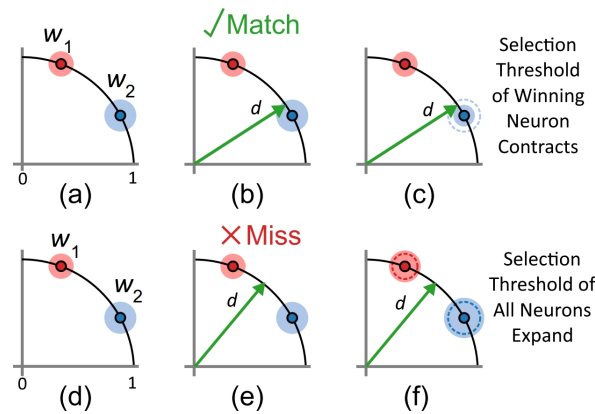 ✓Match
w1
w2
0
1
(a)
d
(b)
d
(c)
Selection
Threshold
of Winning
Neuron
Contracts
×Miss
w1
w2
0
1
(d)
d
(e)
d
(f)
Selection
Threshold of
All Neurons
Expand